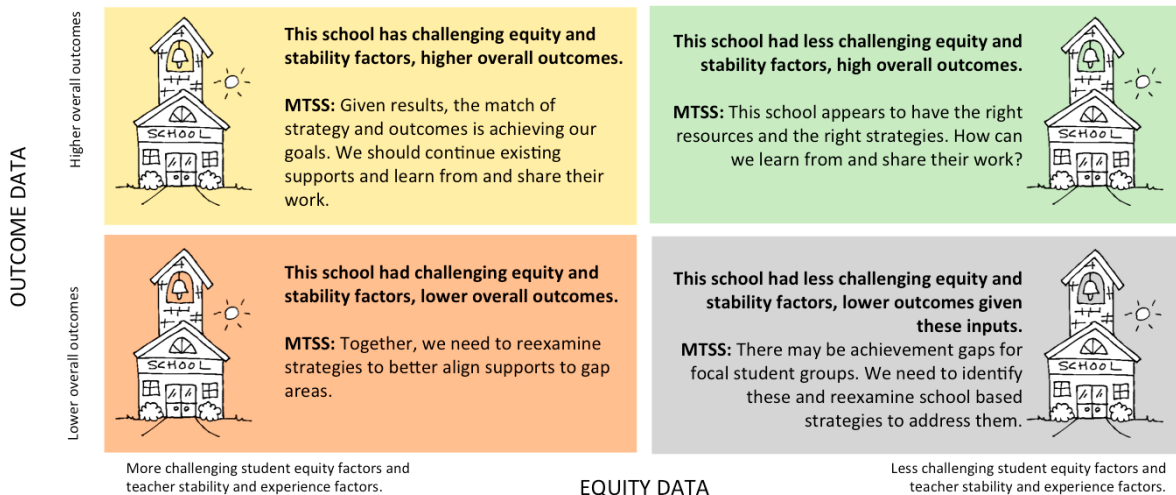 OUTCOME DATA
Higher overall outcomes
Lower overall outcomes
SCHOOL
This school has challenging equity and
stability factors, higher overall outcomes.
MTSS: Given results, the match of
strategy and outcomes is achieving our
goals. We should continue existing
supports and learn from and share their
work.
This school had less challenging equity and
stability factors, high overall outcomes.
MTSS: This school appears to have the right
resources and the right strategies. How can
we learn from and share their work?
SCHOOL
SCHOOL
This school had challenging equity and
stability factors, lower overall outcomes.
MTSS: Together, we need to reexamine
strategies to better align supports to gap
areas.
This school had less challenging equity and
stability factors, lower outcomes given
these inputs.
MTSS: There may be achievement gaps for
focal student groups. We need to identify
these and reexamine school based
strategies to address them.
SCHOOL
More challenging student equity factors and
teacher stability and experience factors.
EQUITY DATA
Less challenging student equity factors and
teacher stability and experience factors.